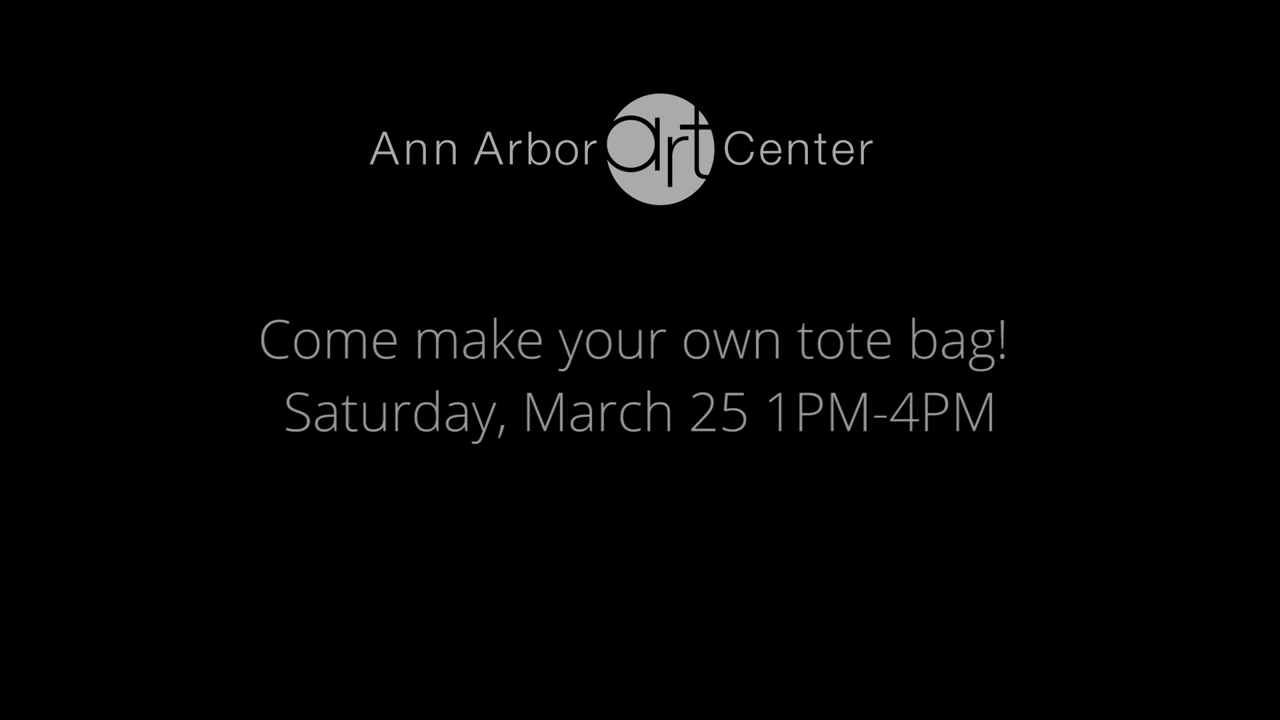 Ann Arbor art Center
Come make your own tote bag!
Saturday, March 25 1PM-4PM